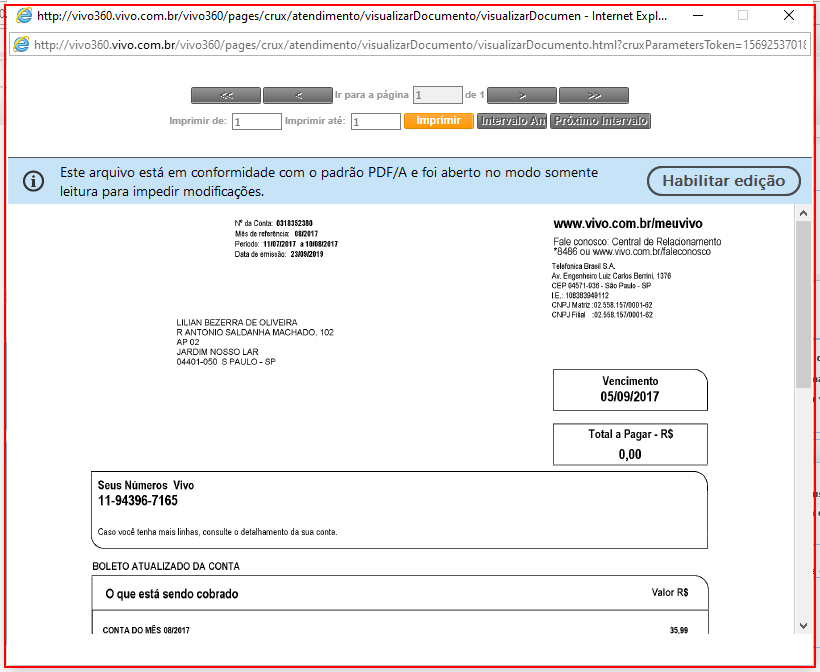 http://vivo360.vivo.com.br/vivo360/pages/crux/atendimento/visualizarDocumento/visualizarDocumen - Internet Expl...
http://vivo360.vivo.com.br/vivo360/pages/crux/atendimento/visualizarDocumento/visualizarDocumento.html?cruxParametersToken=15692537018
<< < Ir para a página 1 de 1 > >>
Imprimir de: 1 Imprimir até: 1 Imprimir Intervalo An Próximo Intervalo
Este arquivo está em conformidade com o padrão PDF/A e foi aberto no modo somente
leitura para impedir modificações.
Habilitar edição
Nº da Conta: 0318352380
Mês de referência: 08/2017
Período: 11/07/2017 a 10/08/2017
Data de emissão: 23/09/2019
www.vivo.com.br/meuvivo
Fale conosco: Central de Relacionamento
*8486 ou www.vivo.com.br/faleconosco
Telefonica Brasil S.A.
Av. Engenheiro Luiz Carlos Berrini, 1376
CEP 04571-936 - São Paulo - SP
I.E.: 108383949112
CNPJ Matriz :02.558.157/0001-62
CNPJ Filial :02.558.157/0001-62
LILIAN BEZERRA DE OLIVEIRA
R ANTONIO SALDANHA MACHADO, 102
AP 02
JARDIM NOSSO LAR
04401-050 S PAULO - SP
Vencimento
05/09/2017
Total a Pagar - R$
0,00
Seus Números Vivo
11-94396-7165
Caso você tenha mais linhas, consulte o detalhamento da sua conta.
BOLETO ATUALIZADO DA CONTA
O que está sendo cobrado Valor R$
CONTA DO MÊS 08/2017 35,99